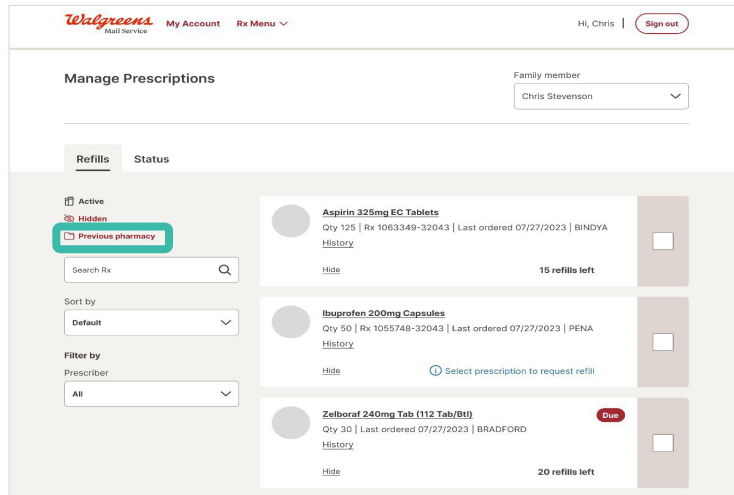 Walgreens
Mail Service
My Account Rx Menu
Hi, Chris | Sign out
Manage Prescriptions
Family member
Chris Stevenson
Refills Status
Active
Hidden
Previous pharmacy
Search Rx
Sort by
Default
Filter by
Prescriber
All
Aspirin 325mg EC Tablets
Qty 125 | Rx 1063349-32043 | Last ordered 07/27/2023 | BINDYA
History
Hide 15 refills left
Ibuprofen 200mg Capsules
Qty 50 | Rx 1055748-32043 | Last ordered 07/27/2023 | PENA
History
Hide Select prescription to request refill
Zelboraf 240mg Tab (112 Tab/Btl) Due
Qty 30 | Last ordered 07/27/2023 | BRADFORD
History
Hide 20 refills left